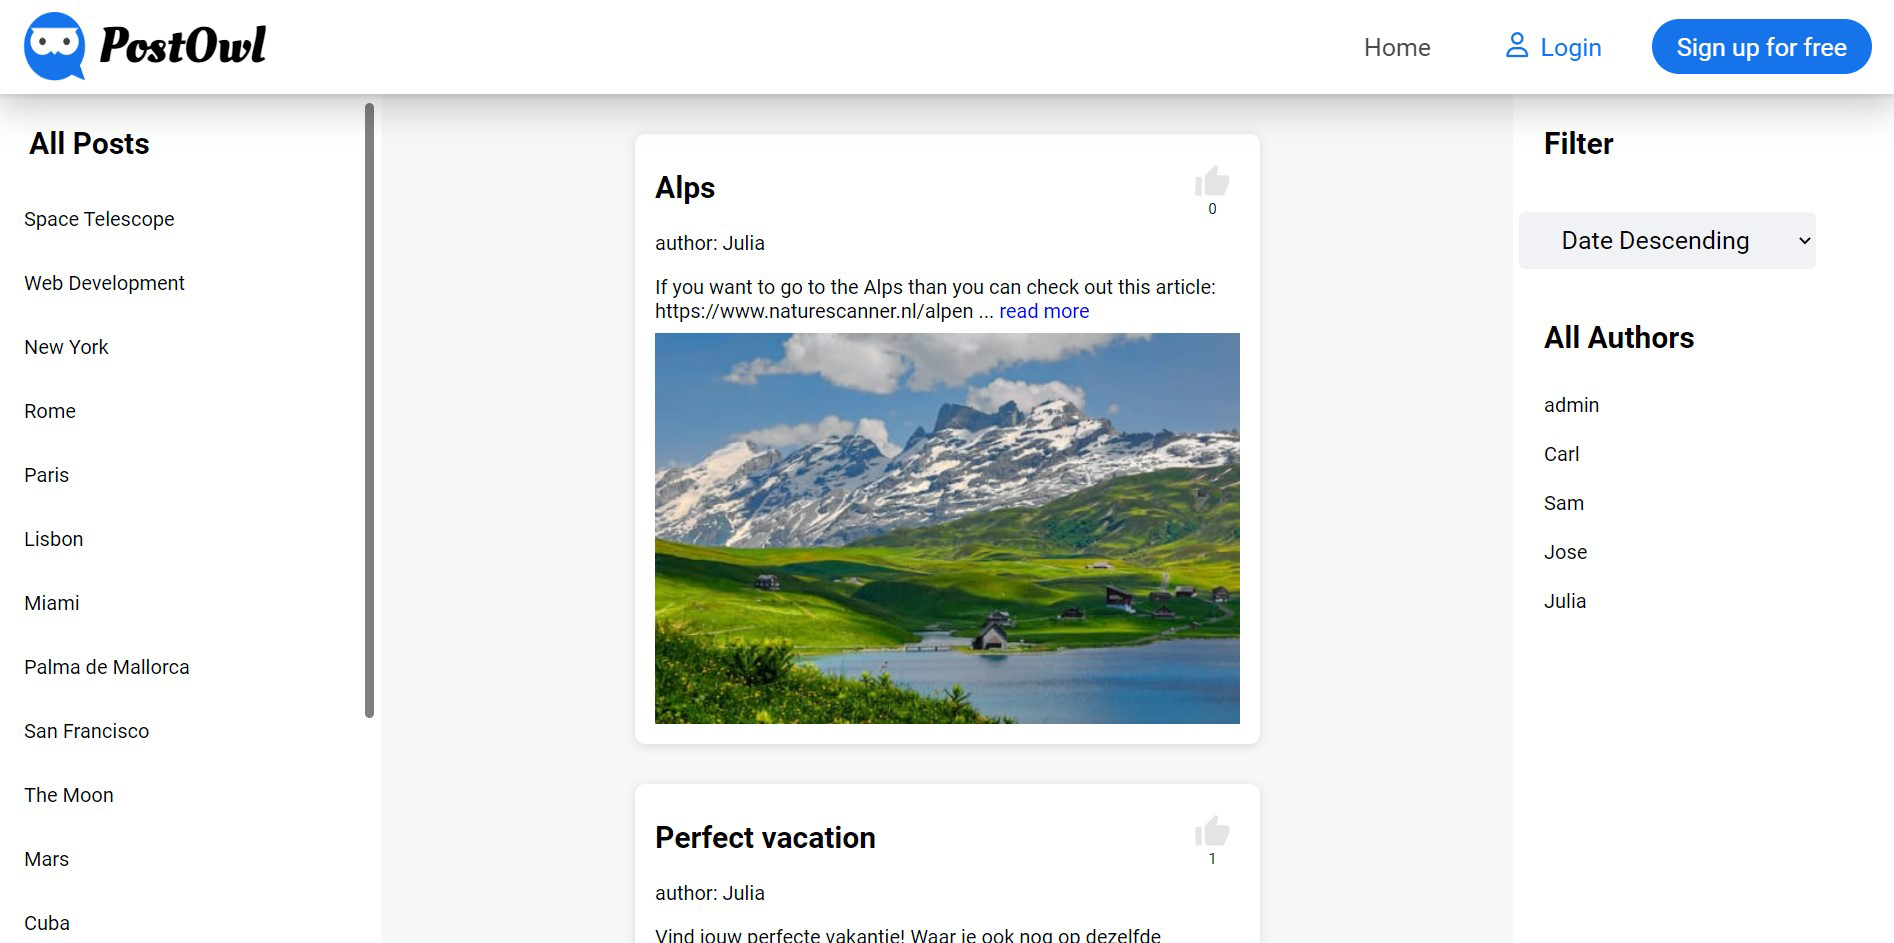 PostOwl
Home
Login
Sign up for free
All Posts
Space Telescope
Web Development
New York
Rome
Paris
Lisbon
Miami
Palma de Mallorca
San Francisco
The Moon
Mars
Cuba
Alps
0
author: Julia
If you want to go to the Alps than you can check out this article:
https://www.naturescanner.nl/alpen ... read more
Perfect vacation
1
author: Julia
Vind jouw perfecte vakantie! Waar je ook nog op dezelfde
Filter
Date Descending
All Authors
admin
Carl
Sam
Jose
Julia